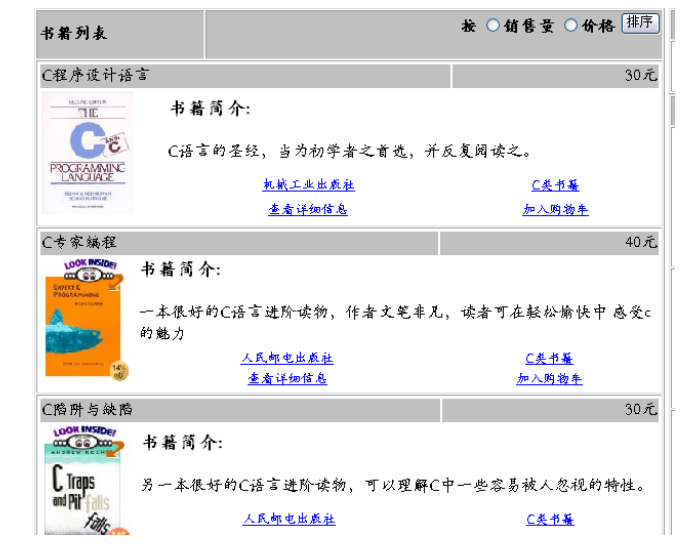 书籍列表
按 销售量 价格 排序
C程序设计语言 30元
THE
C
ANSI
PROGRAMMING
LANGUAGE
书籍简介:
C语言的圣经，当为初学者之首选，并反复阅读之。
机械工业出版社 C类书籍
查看详细信息 加入购物车
C专家编程 40元
LOOK INSIDE!
EXPERT C
PROGRAMMING
书籍简介:
一本很好的C语言进阶读物，作者文笔非凡，读者可在轻松愉快中 感受c
的魅力
人民邮电出版社 C类书籍
查看详细信息 加入购物车
C陷阱与缺陷 30元
LOOK INSIDE!
C Traps
and Pitfalls
falls
书籍简介:
另一本很好的C语言进阶读物，可以理解C中一些容易被人忽视的特性。
人民邮电出版社 C类书籍